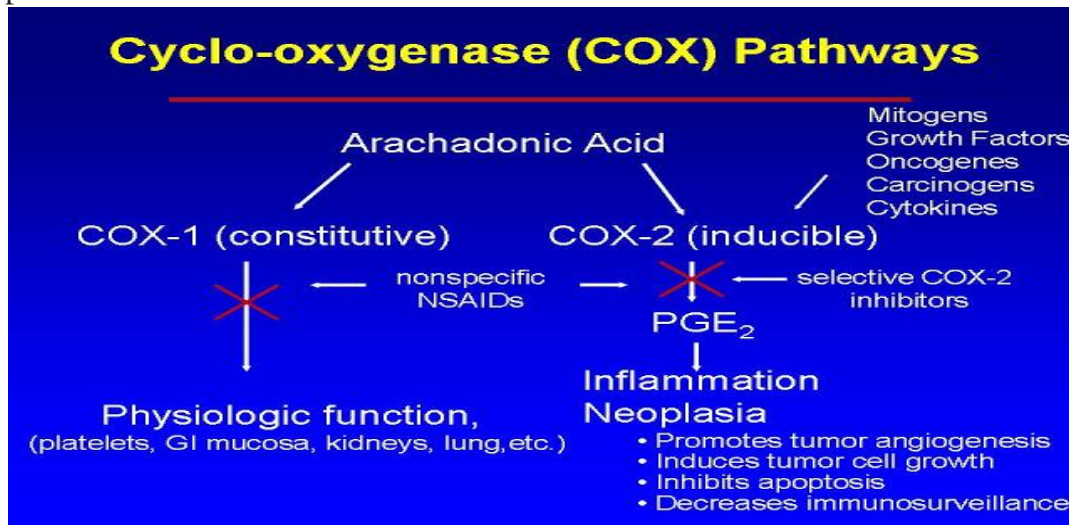 Cyclo-oxygenase (COX) Pathways
Mitogens
Growth Factors
Oncogenes
Carcinogens
Cytokines
Arachadonic Acid
COX-1 (constitutive)
COX-2 (inducible)
nonspecific
NSAIDs
selective COX-2
inhibitors
PGE₂
Physiologic function,
(platelets, GI mucosa, kidneys, lung,etc.)
Inflammation
Neoplasia
• Promotes tumor angiogenesis
• Induces tumor cell growth
• Inhibits apoptosis
• Decreases immunosurveillance